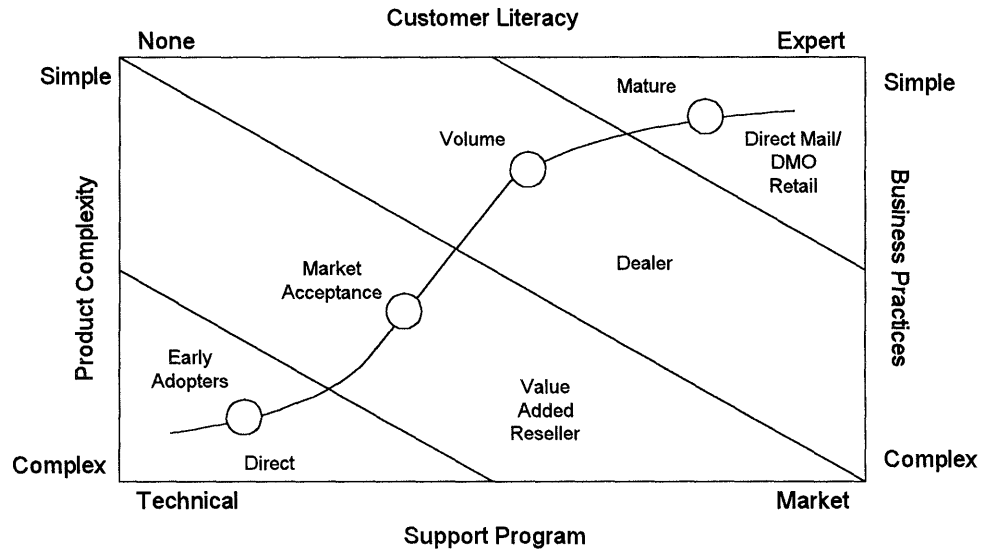 Customer Literacy
None
Expert
Simple
Simple
Mature
Volume
Direct Mail/
DMO
Retail
Product Complexity
Business Practices
Market
Acceptance
Dealer
Early
Adopters
Value
Added
Reseller
Direct
Complex
Complex
Technical
Market
Support Program